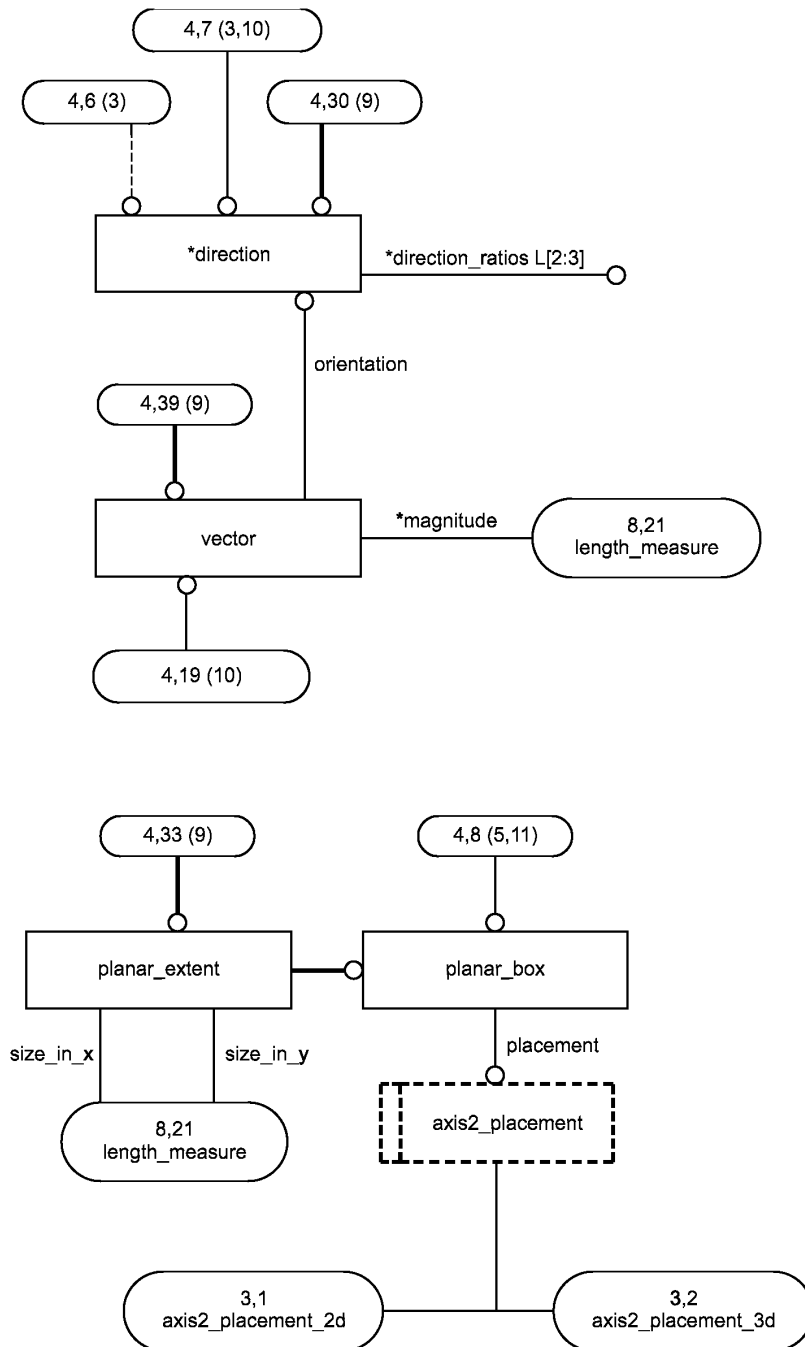 4,7 (3,10)
4,6 (3)
4,30 (9)
*direction
*direction_ratios L[2:3]
orientation
4,39 (9)
vector
*magnitude
8,21
length_measure
4,19 (10)
4,33 (9)
4,8 (5,11)
planar_extent
planar_box
size_in_x
size_in_y
placement
8,21
length_measure
axis2_placement
3,1
axis2_placement_2d
3,2
axis2_placement_3d